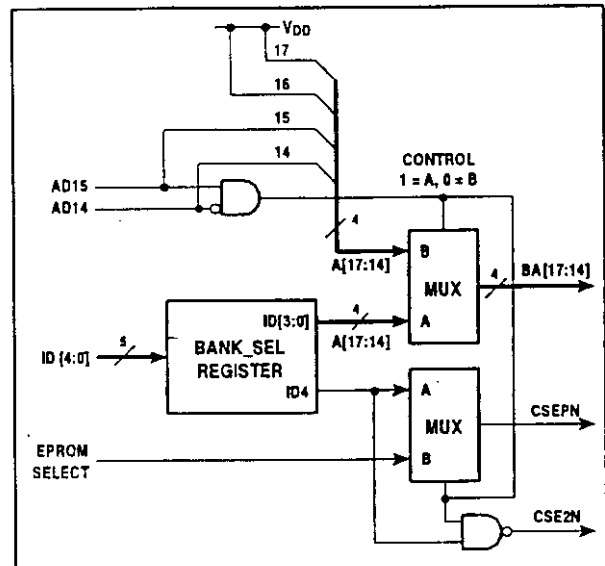 VDD
17
16
15
14
CONTROL
1 = A, 0 = B
AD15
AD14
4
A[17:14]
B
MUX
4
BA[17:14]
ID[3:0]
4
A[17:14]
A
ID[4:0]
5
BANK_SEL
REGISTER
ID4
A
MUX
CSEPN
EPROM
SELECT
B
CSE2N